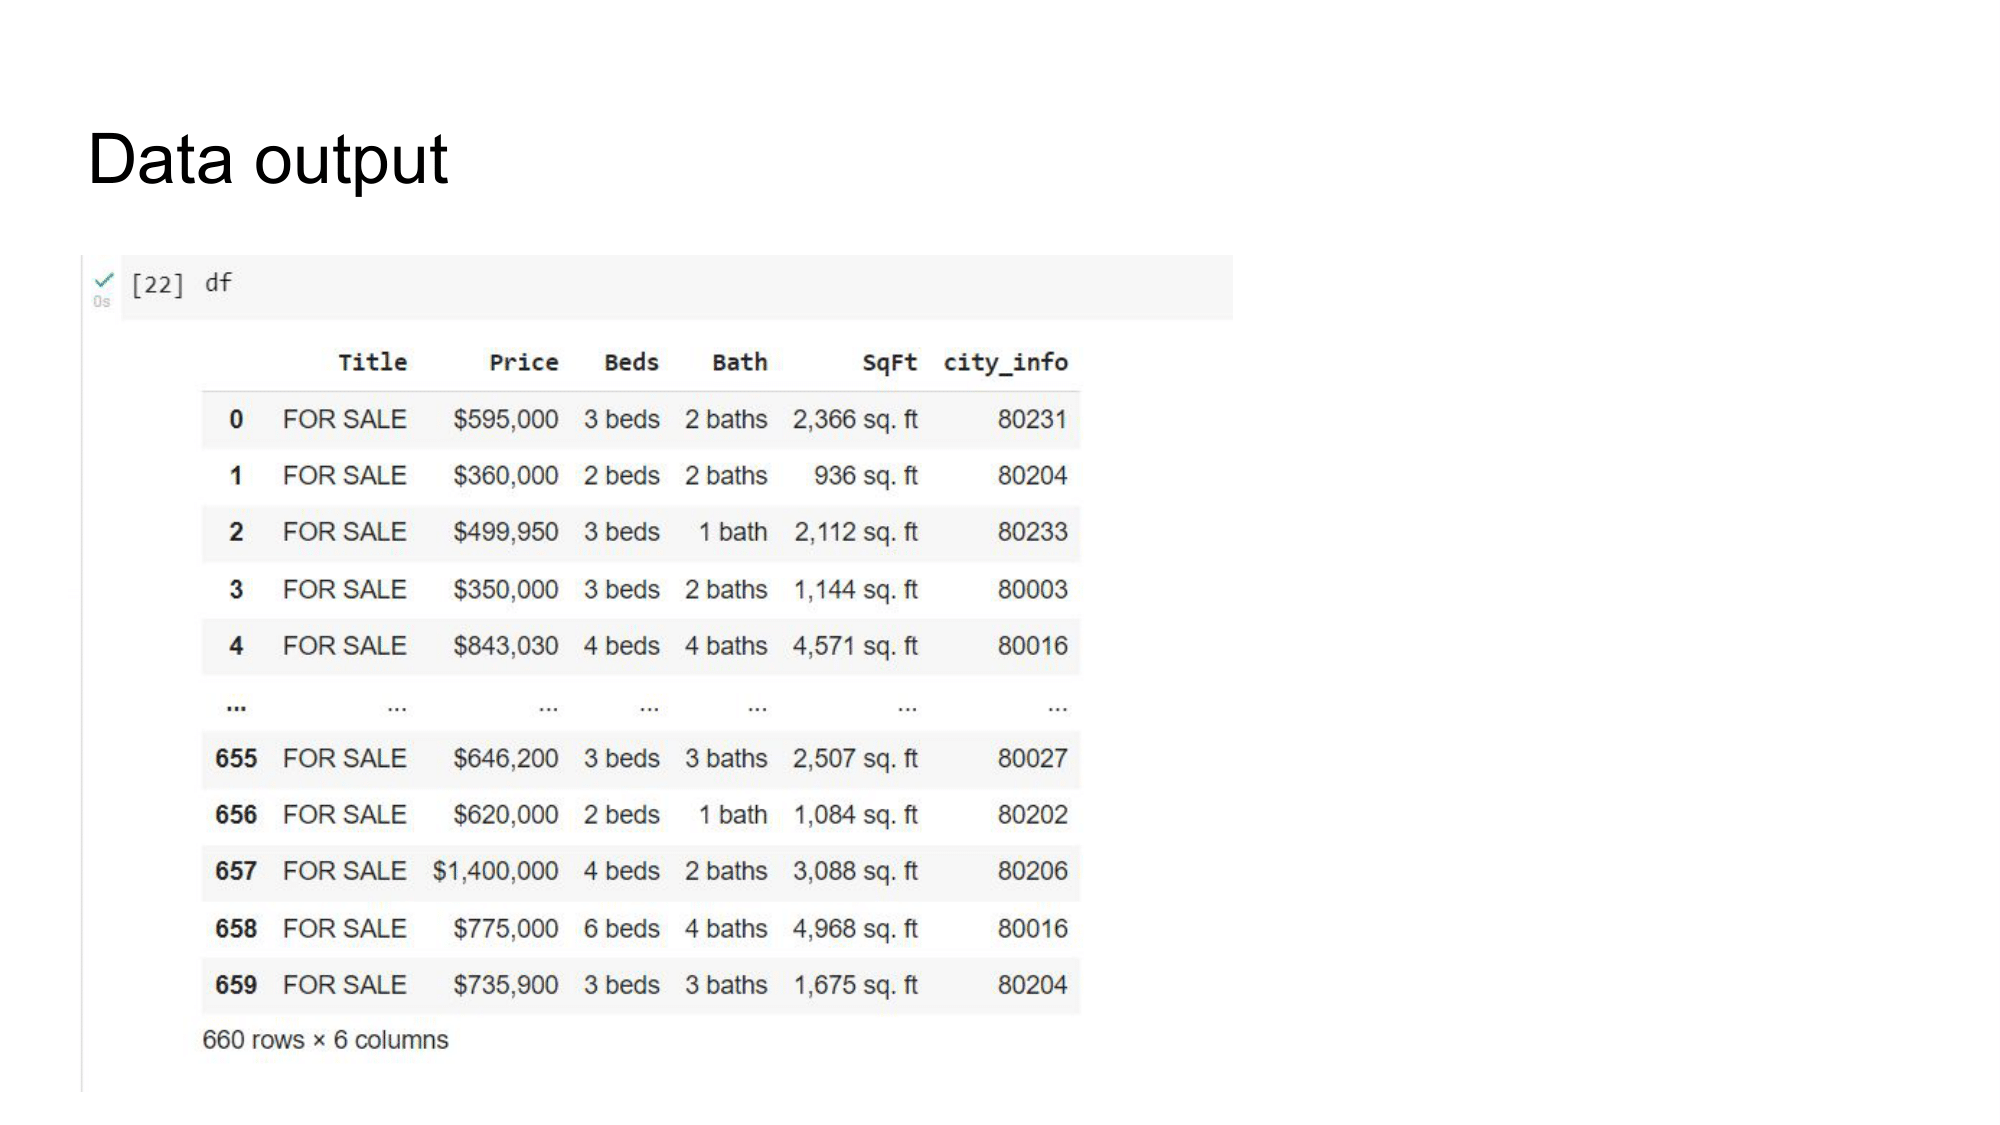 Data output
[22] df
0s
Title Price Beds Bath SqFt city_info
0 FOR SALE $595,000 3 beds 2 baths 2,366 sq. ft 80231
1 FOR SALE $360,000 2 beds 2 baths 936 sq. ft 80204
2 FOR SALE $499,950 3 beds 1 bath 2,112 sq. ft 80233
3 FOR SALE $350,000 3 beds 2 baths 1,144 sq. ft 80003
4 FOR SALE $843,030 4 beds 4 baths 4,571 sq. ft 80016
... ... ... ... ... ... ...
655 FOR SALE $646,200 3 beds 3 baths 2,507 sq. ft 80027
656 FOR SALE $620,000 2 beds 1 bath 1,084 sq. ft 80202
657 FOR SALE $1,400,000 4 beds 2 baths 3,088 sq. ft 80206
658 FOR SALE $775,000 6 beds 4 baths 4,968 sq. ft 80016
659 FOR SALE $735,900 3 beds 3 baths 1,675 sq. ft 80204
660 rows × 6 columns